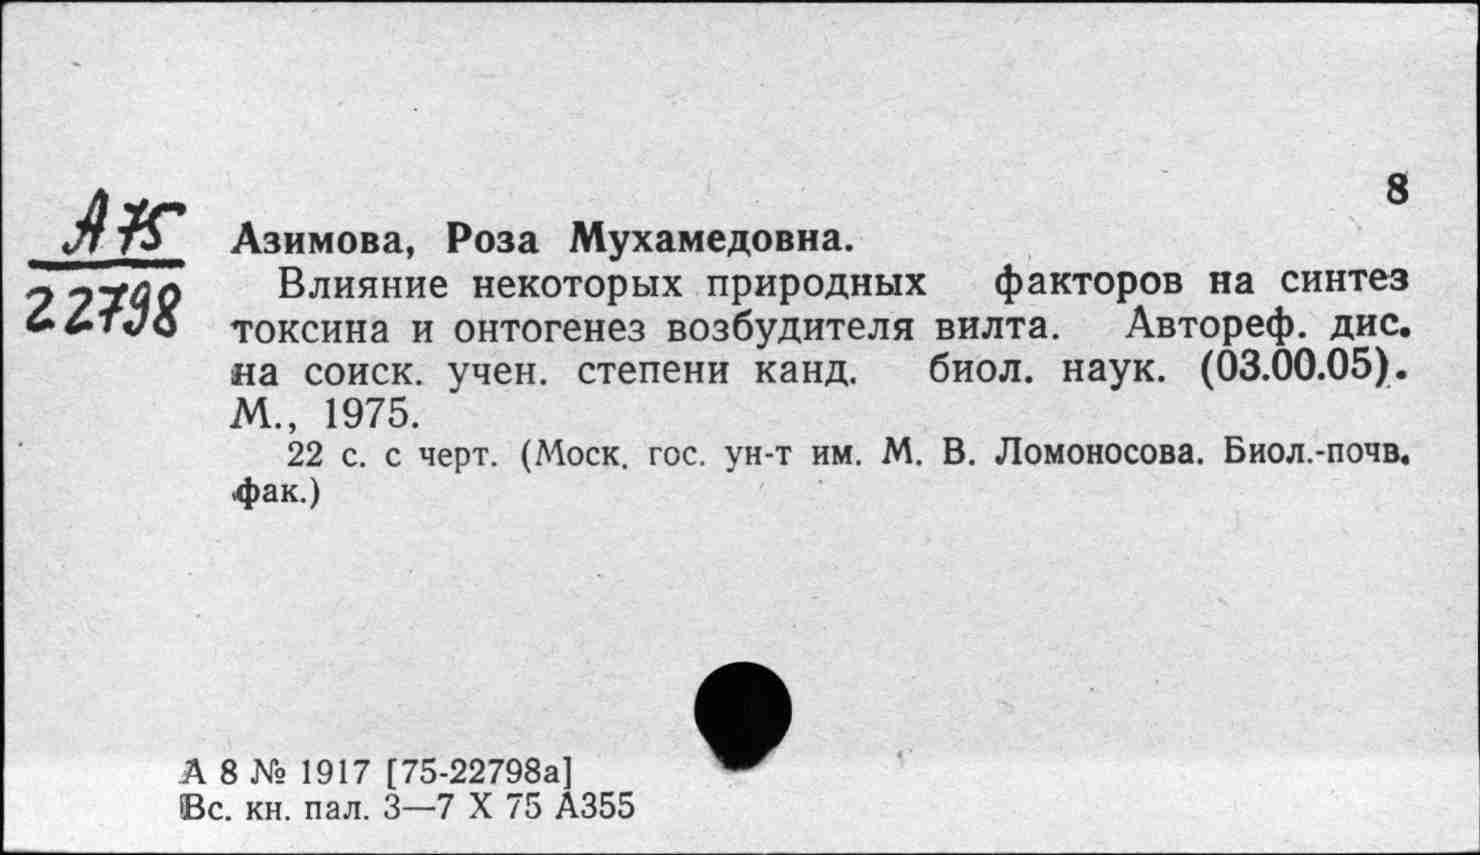 8
А75
22798
Азимова, Роза Мухамедовна.
Влияние некоторых природных факторов на синтез
токсина и онтогенез возбудителя вилта. Автореф. дис.
на соиск. учен. степени канд. биол. наук. (03.00.05).
М., 1975.
22 с. с черт. (Моск. гос. ун-т им. М. В. Ломоносова. Биол.-почв.
фак.)
А 8 № 1917 [75-22798а]
Вс. кн. пал. 3—7 X 75 А355